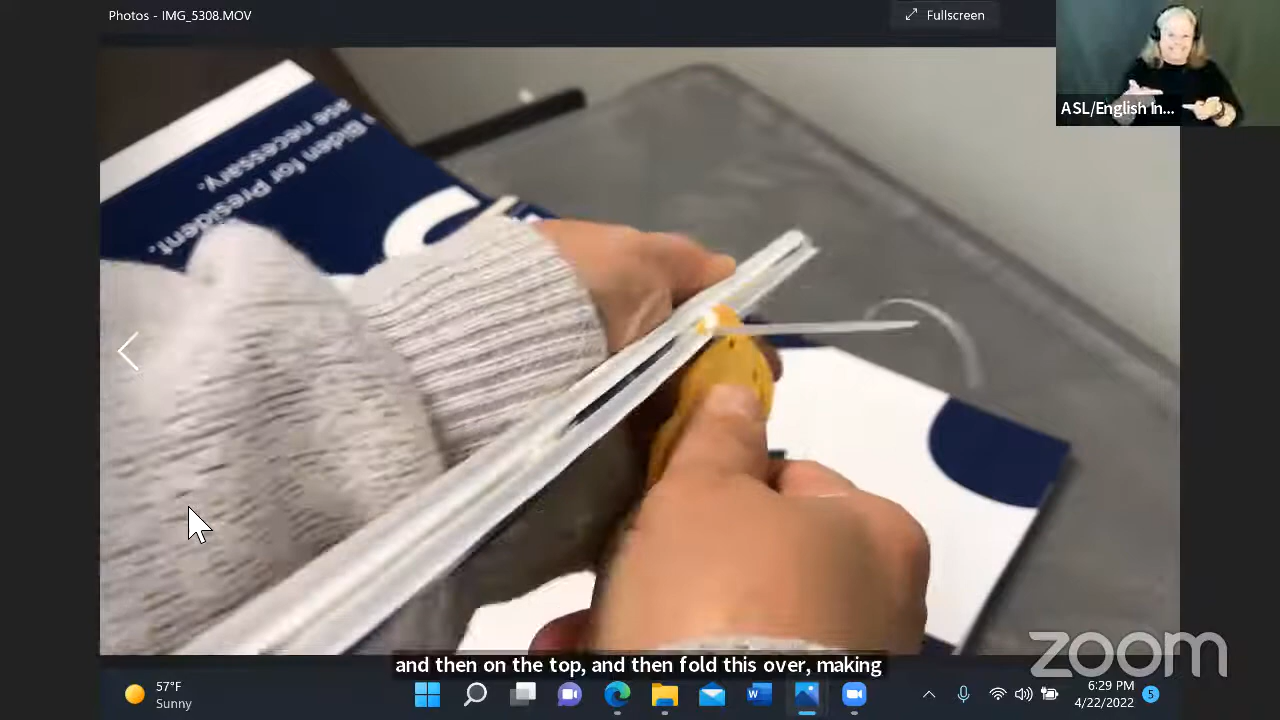 Photos - IMG_5308.MOV
Fullscreen
ASL/English In...
n Biden for President.
ase necessary.
and then on the top, and then fold this over, making
zoom
57°F
Sunny
6:29 PM
4/22/2022
5